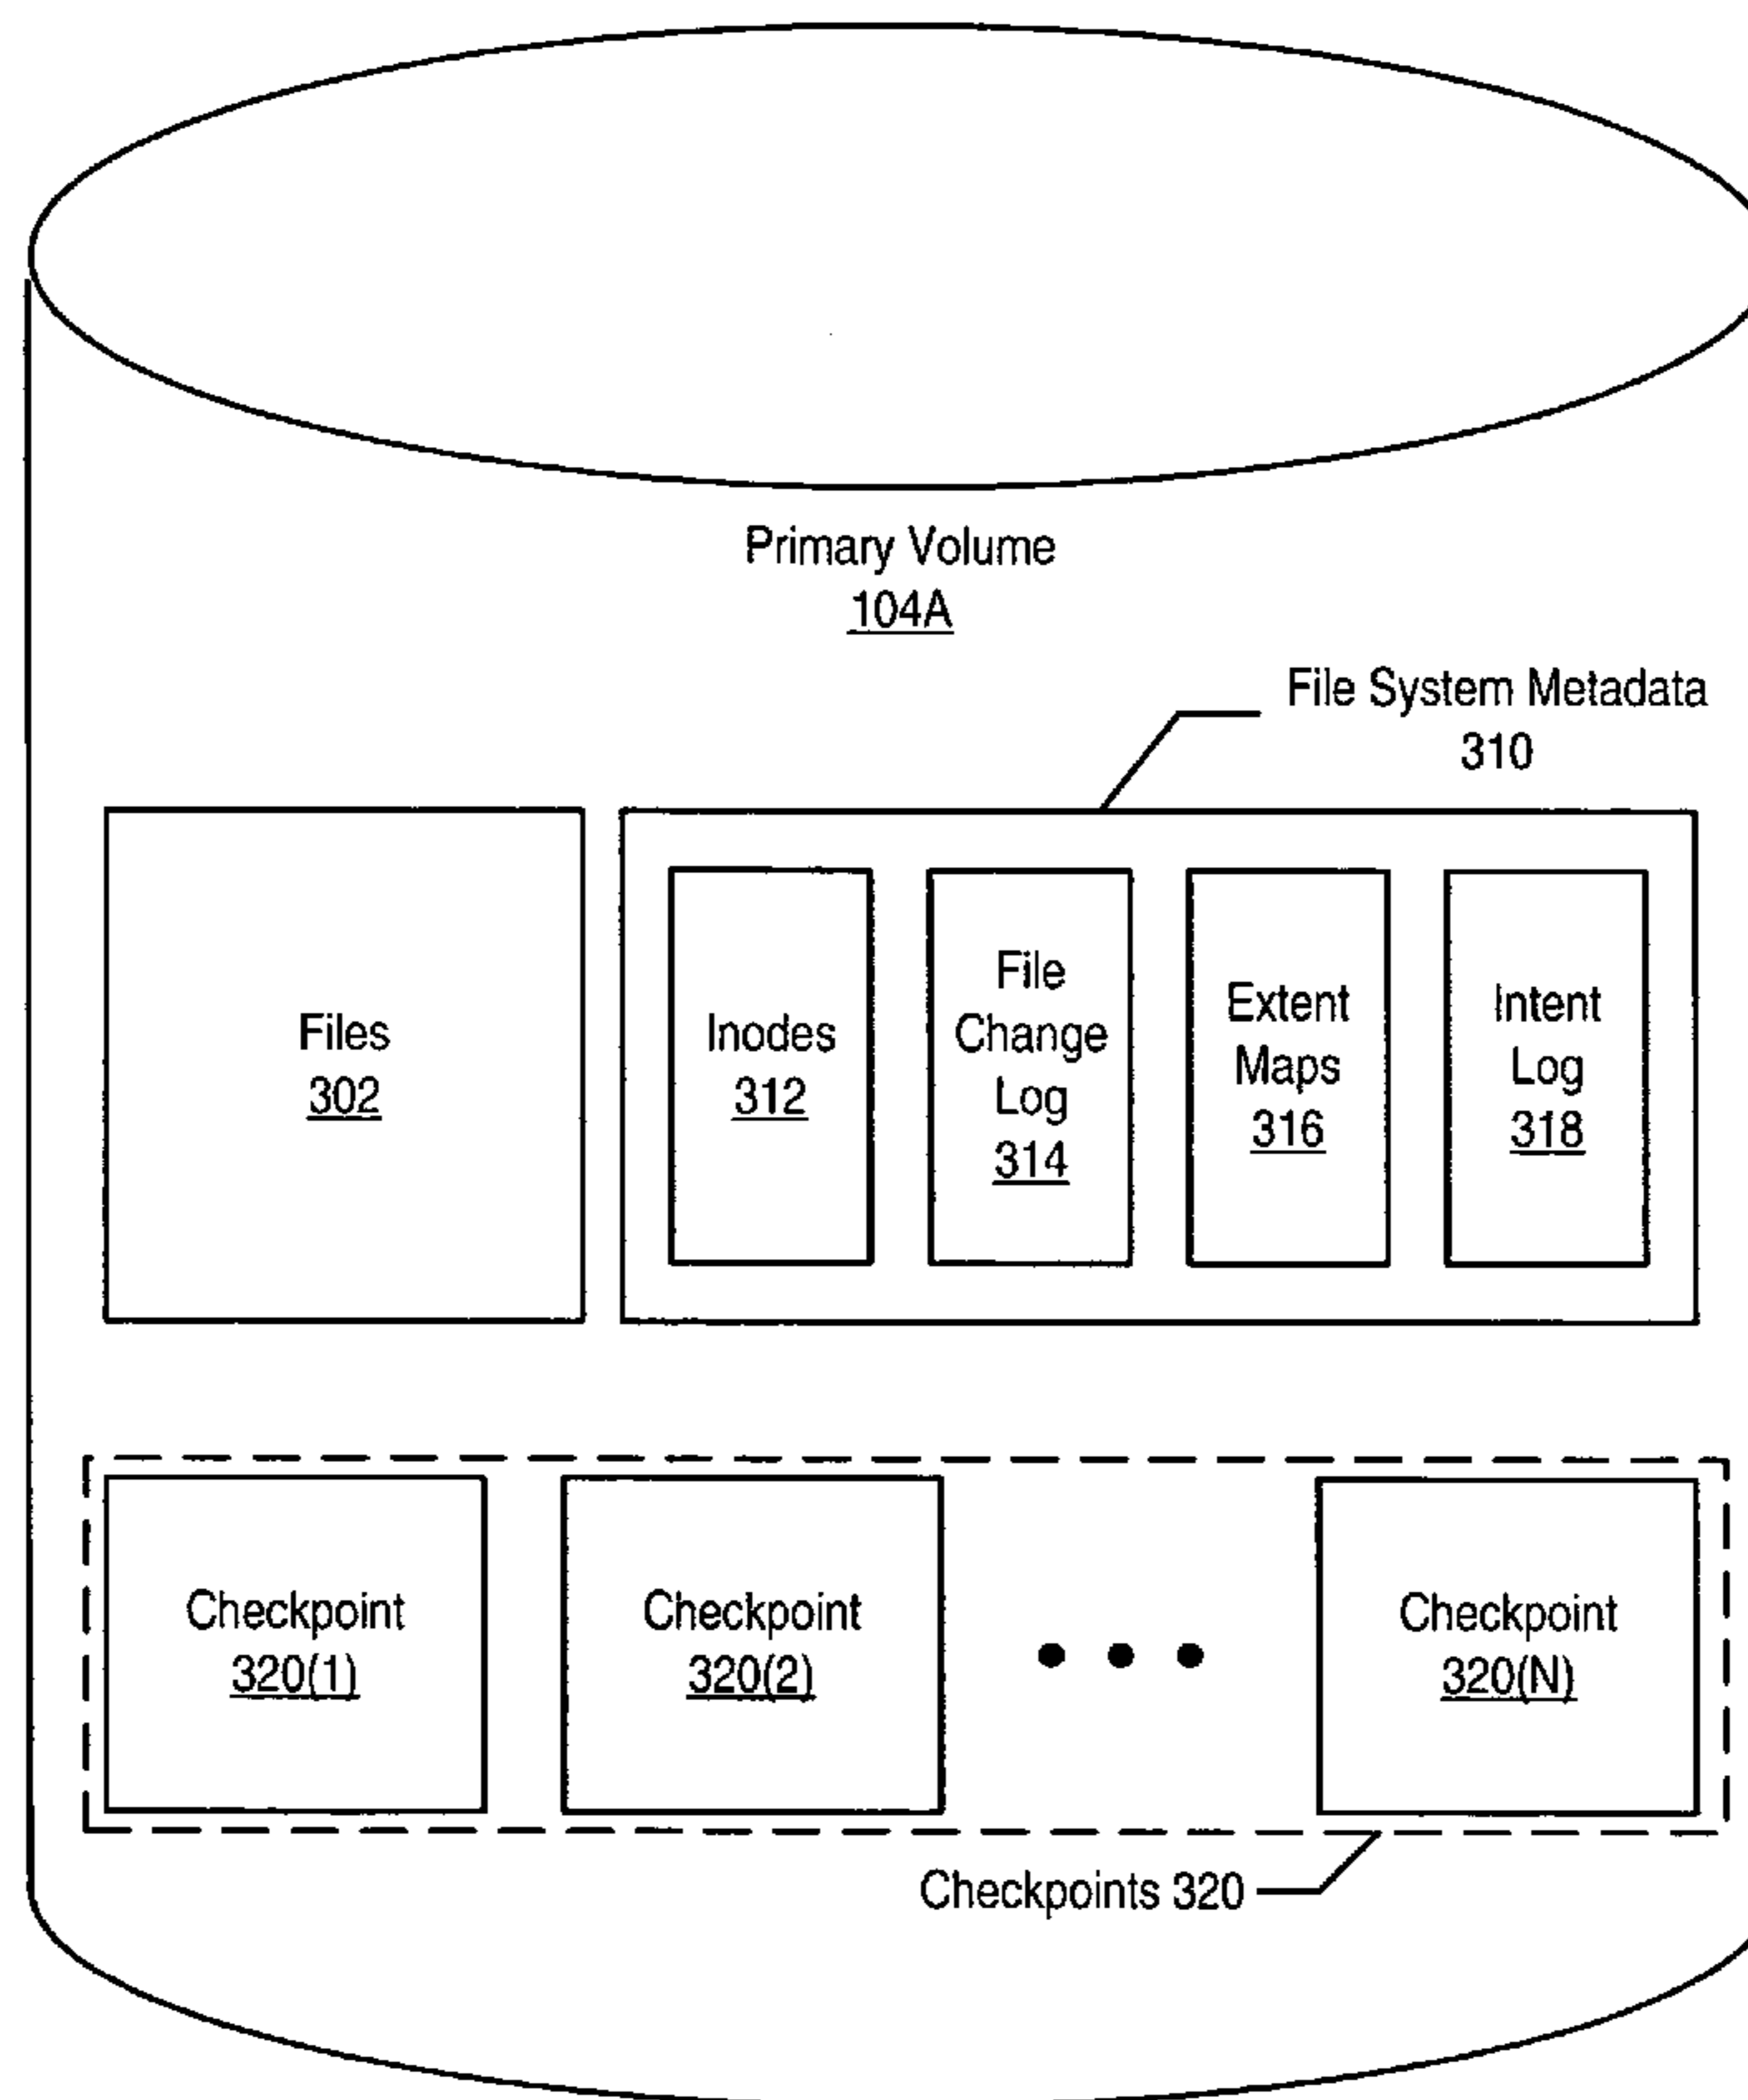 Primary Volume
104A
File System Metadata
310
Files
302
Inodes
312
File
Change
Log
314
Extent
Maps
316
Intent
Log
318
Checkpoint
320(1)
Checkpoint
320(2)
Checkpoint
320(N)
Checkpoints 320